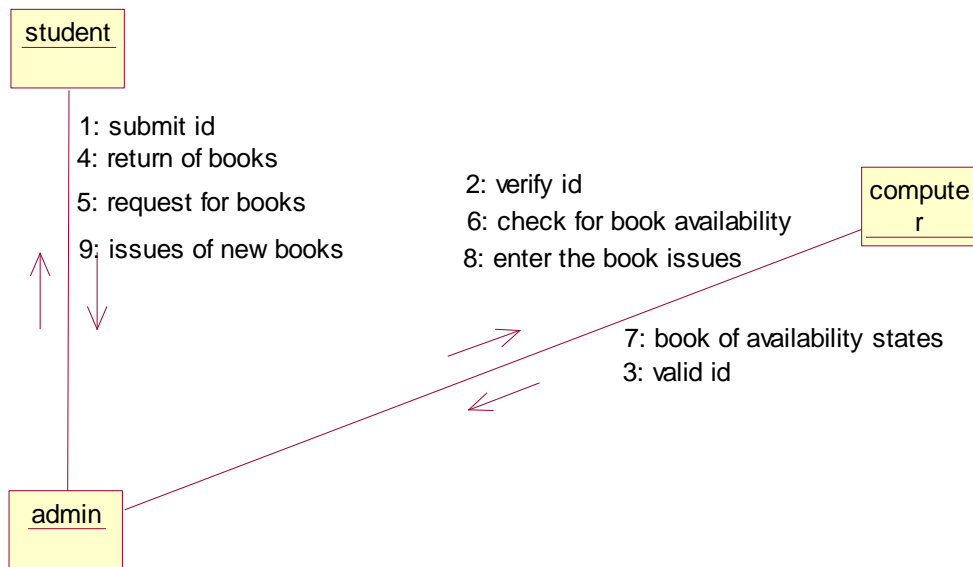 student
1: submit id
4: return of books
5: request for books
9: issues of new books
2: verify id
6: check for book availability
8: enter the book issues
compute
r
7: book of availability states
3: valid id
admin